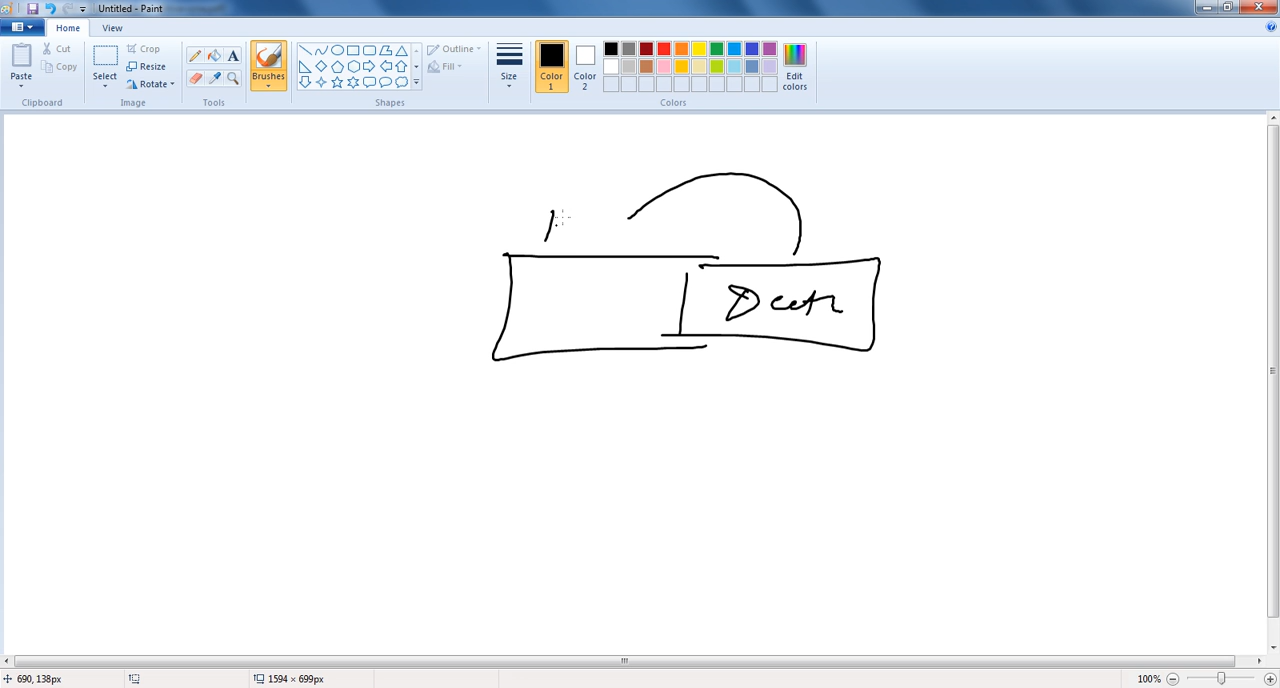 Untitled - Paint
Home View
Paste
Cut
Copy
Clipboard
Select
Crop
Resize
Rotate
Image
Tools
Brushes
Shapes
Outline
Fill
Size
Color 1
Color 2
Colors
Edit colors
690, 138px
1594 × 699px
100%